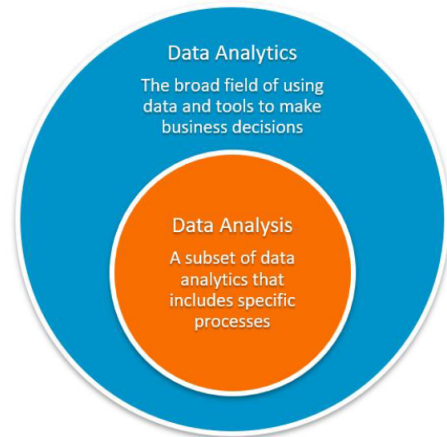 Data Analytics
The broad field of using
data and tools to make
business decisions
Data Analysis
A subset of data
analytics that
includes specific
processes